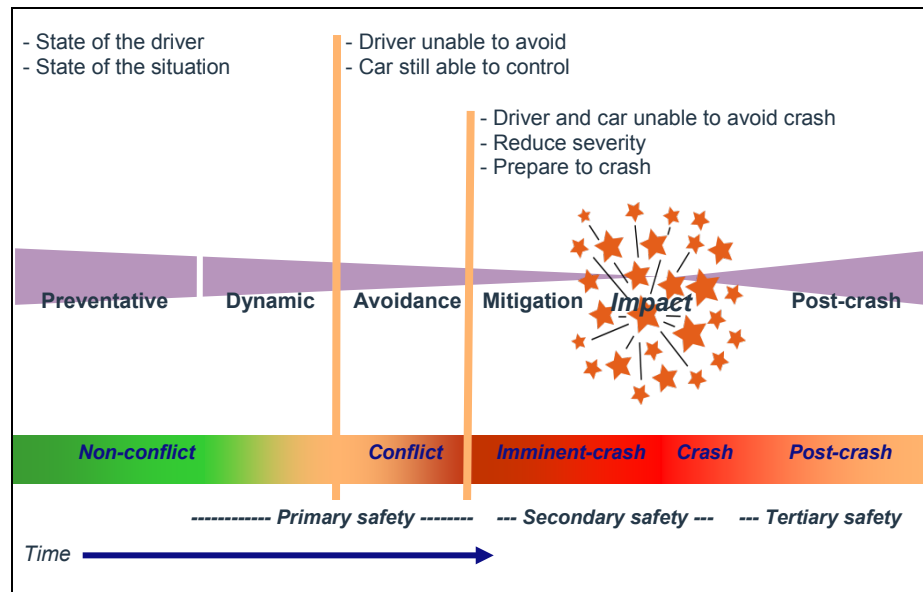 - State of the driver
- State of the situation
- Driver unable to avoid
- Car still able to control
- Driver and car unable to avoid crash
- Reduce severity
- Prepare to crash
Preventative
Dynamic
Avoidance
Mitigation
Impact
Post-crash
Non-conflict
Conflict
Imminent-crash
Crash
Post-crash
------------ Primary safety --------
--- Secondary safety ---
--- Tertiary safety
Time